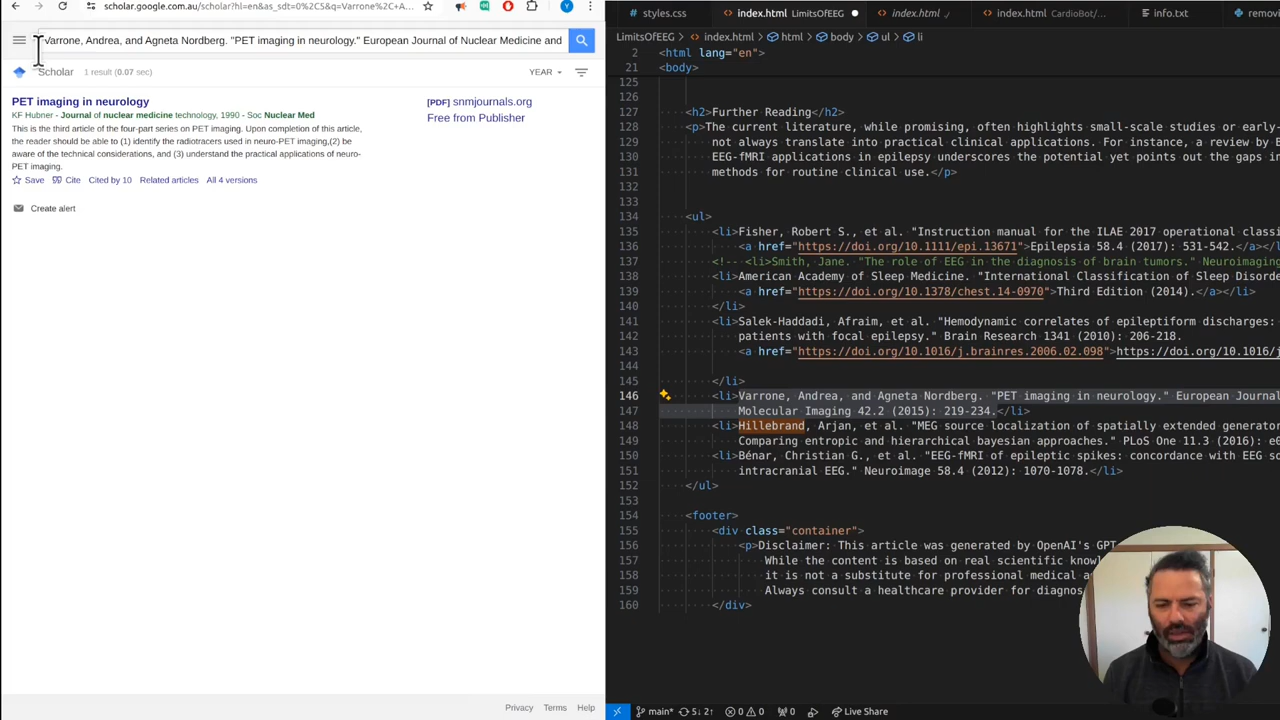 scholar.google.com.au/scholar?hl=en&as_sdt=0%2C5&q=Varrone+%2C+A...
Varrone, Andrea, and Agneta Nordberg. "PET imaging in neurology." European Journal of Nuclear Medicine and
Scholar 1 result (0.07 sec) YEAR
PET imaging in neurology
KF Hubner - Journal of nuclear medicine technology, 1990 - Soc Nuclear Med
This is the third article of the four-part series on PET imaging. Upon completion of this article,
the reader should be able to (1) identify the radiotracers used in neuro-PET imaging,(2) be
aware of the technical considerations, and (3) understand the practical applications of neuro-
PET imaging.
Save Cite Cited by 10 Related articles All 4 versions
[PDF] snmjournals.org
Free from Publisher
Create alert
Privacy Terms Help
# styles.css <> index.html LimitsOfEEG <> index.html <> index.html CardioBot/... info.txt remov
LimitsOfEEG > index.html > html > body > ul > li
2 <html lang="en">
21 <body>
125
126
127 <h2>Further Reading</h2>
128 <p>The current literature, while promising, often highlights small-scale studies or early-
129 not always translate into practical clinical applications. For instance, a review by B
130 EEG-fMRI applications in epilepsy underscores the potential yet points out the gaps in
131 methods for routine clinical use.</p>
132
133
134 <ul>
135 <li>Fisher, Robert S., et al. "Instruction manual for the ILAE 2017 operational classi
136 <a href="https://doi.org/10.1111/epi.13671">Epilepsia 58.4 (2017): 531-542.</a></l
137 <!-- <li>Smith, Jane. "The role of EEG in the diagnosis of brain tumors." Neuroimaging
138 <li>American Academy of Sleep Medicine. "International Classification of Sleep Disorde
139 <a href="https://doi.org/10.1378/chest.14-0970">Third Edition (2014).</a></li>
140 </li>
141 <li>Salek-Haddadi, Afraim, et al. "Hemodynamic correlates of epileptiform discharges:
142 patients with focal epilepsy." Brain Research 1341 (2010): 206-218.
143 <a href="https://doi.org/10.1016/j.brainres.2006.02.098">https://doi.org/10.1016/j
144
145 </li>
146 <li>Varrone, Andrea, and Agneta Nordberg. "PET imaging in neurology." European Journal
147 Molecular Imaging 42.2 (2015): 219-234.</li>
148 <li>Hillebrand, Arjan, et al. "MEG source localization of spatially extended generator
149 Comparing entropic and hierarchical bayesian approaches." PLoS One 11.3 (2016): e
150 <li>Bénar, Christian G., et al. "EEG-fMRI of epileptic spikes: concordance with EEG so
151 intracranial EEG." Neuroimage 58.4 (2012): 1070-1078.</li>
152 </ul>
153
154 <footer>
155 <div class="container">
156 <p>Disclaimer: This article was generated by OpenAI's GPT
157 While the content is based on real scientific know
158 it is not a substitute for professional medical a
159 Always consult a healthcare provider for diagnos
160 </div>
main* 5↓ 2↑ 0 0 0 Live Share